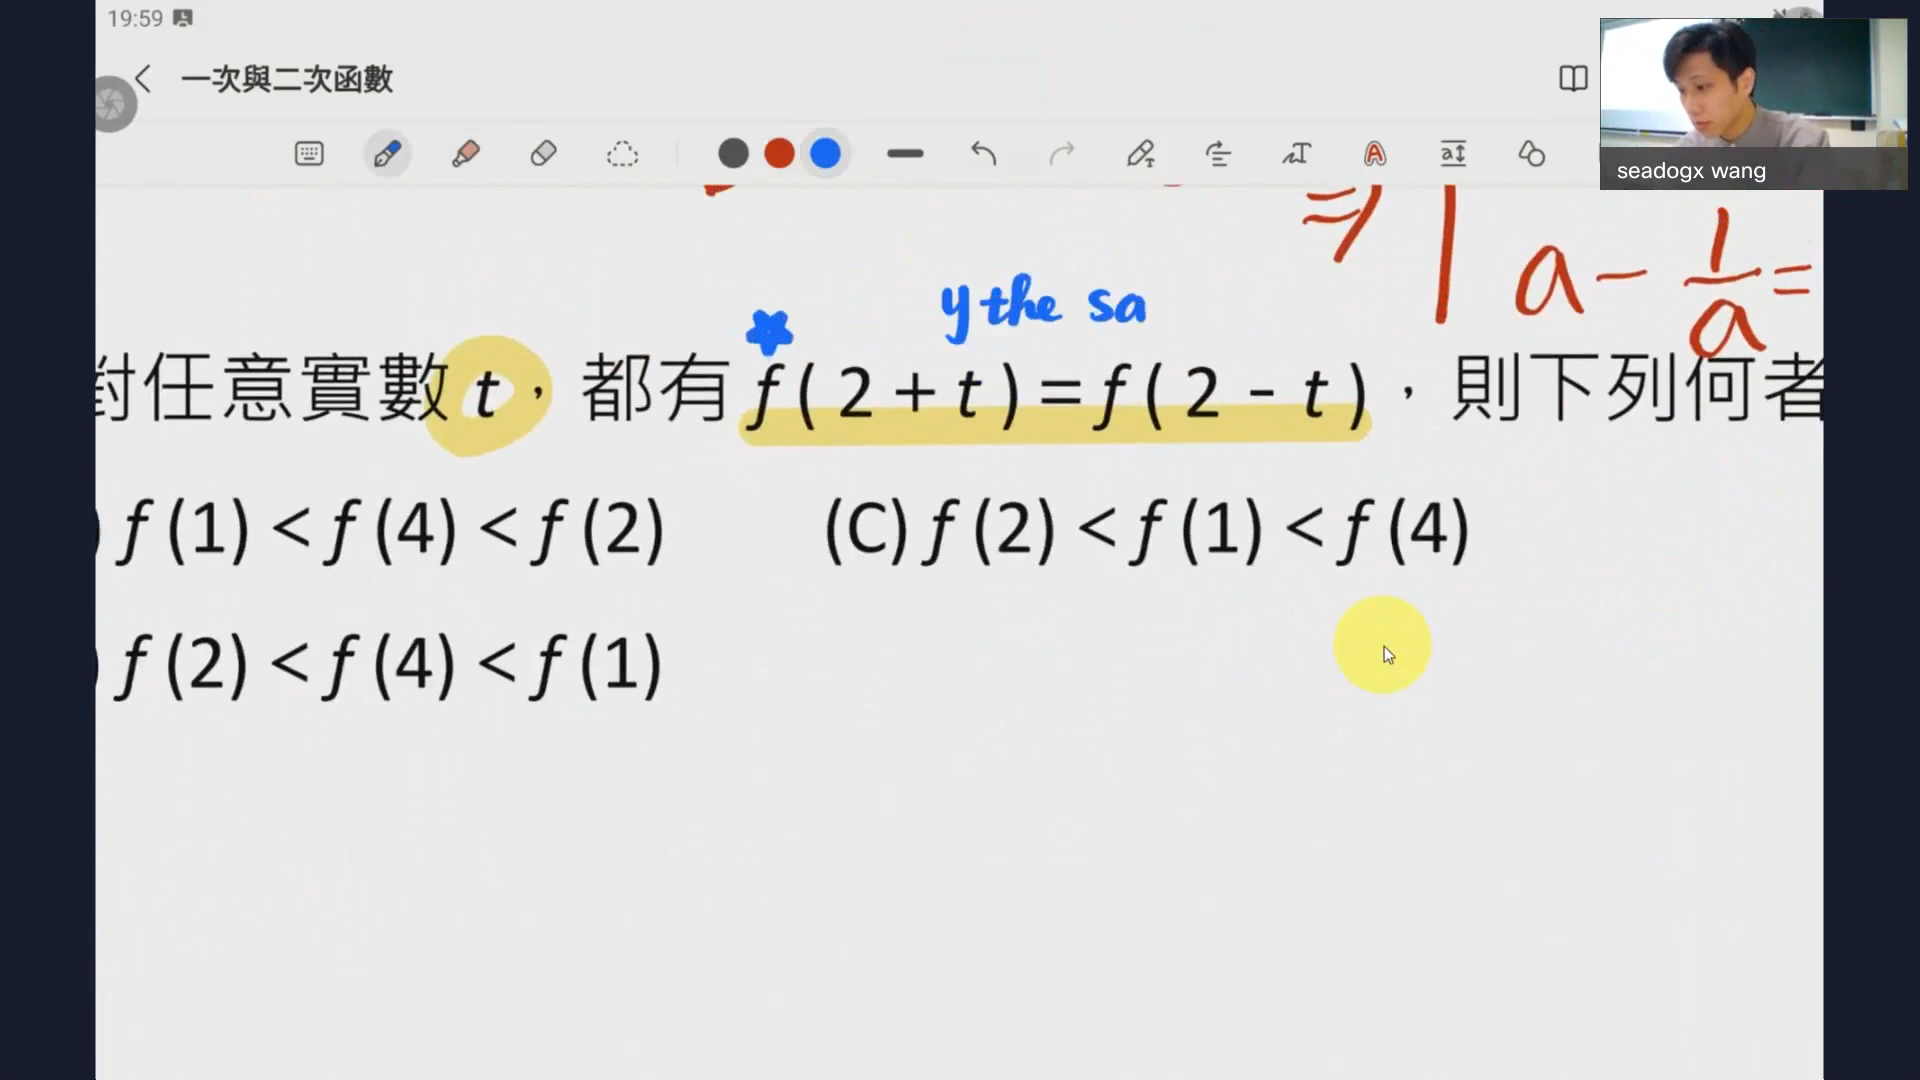 19:59
一次與二次函數
seadogx wang
⇒ a - 1/a =
y the sa
對任意實數 t，都有 f(2+t)=f(2-t)，則下列何者
) f(1)<f(4)<f(2) (C) f(2)<f(1)<f(4)
) f(2)<f(4)<f(1)